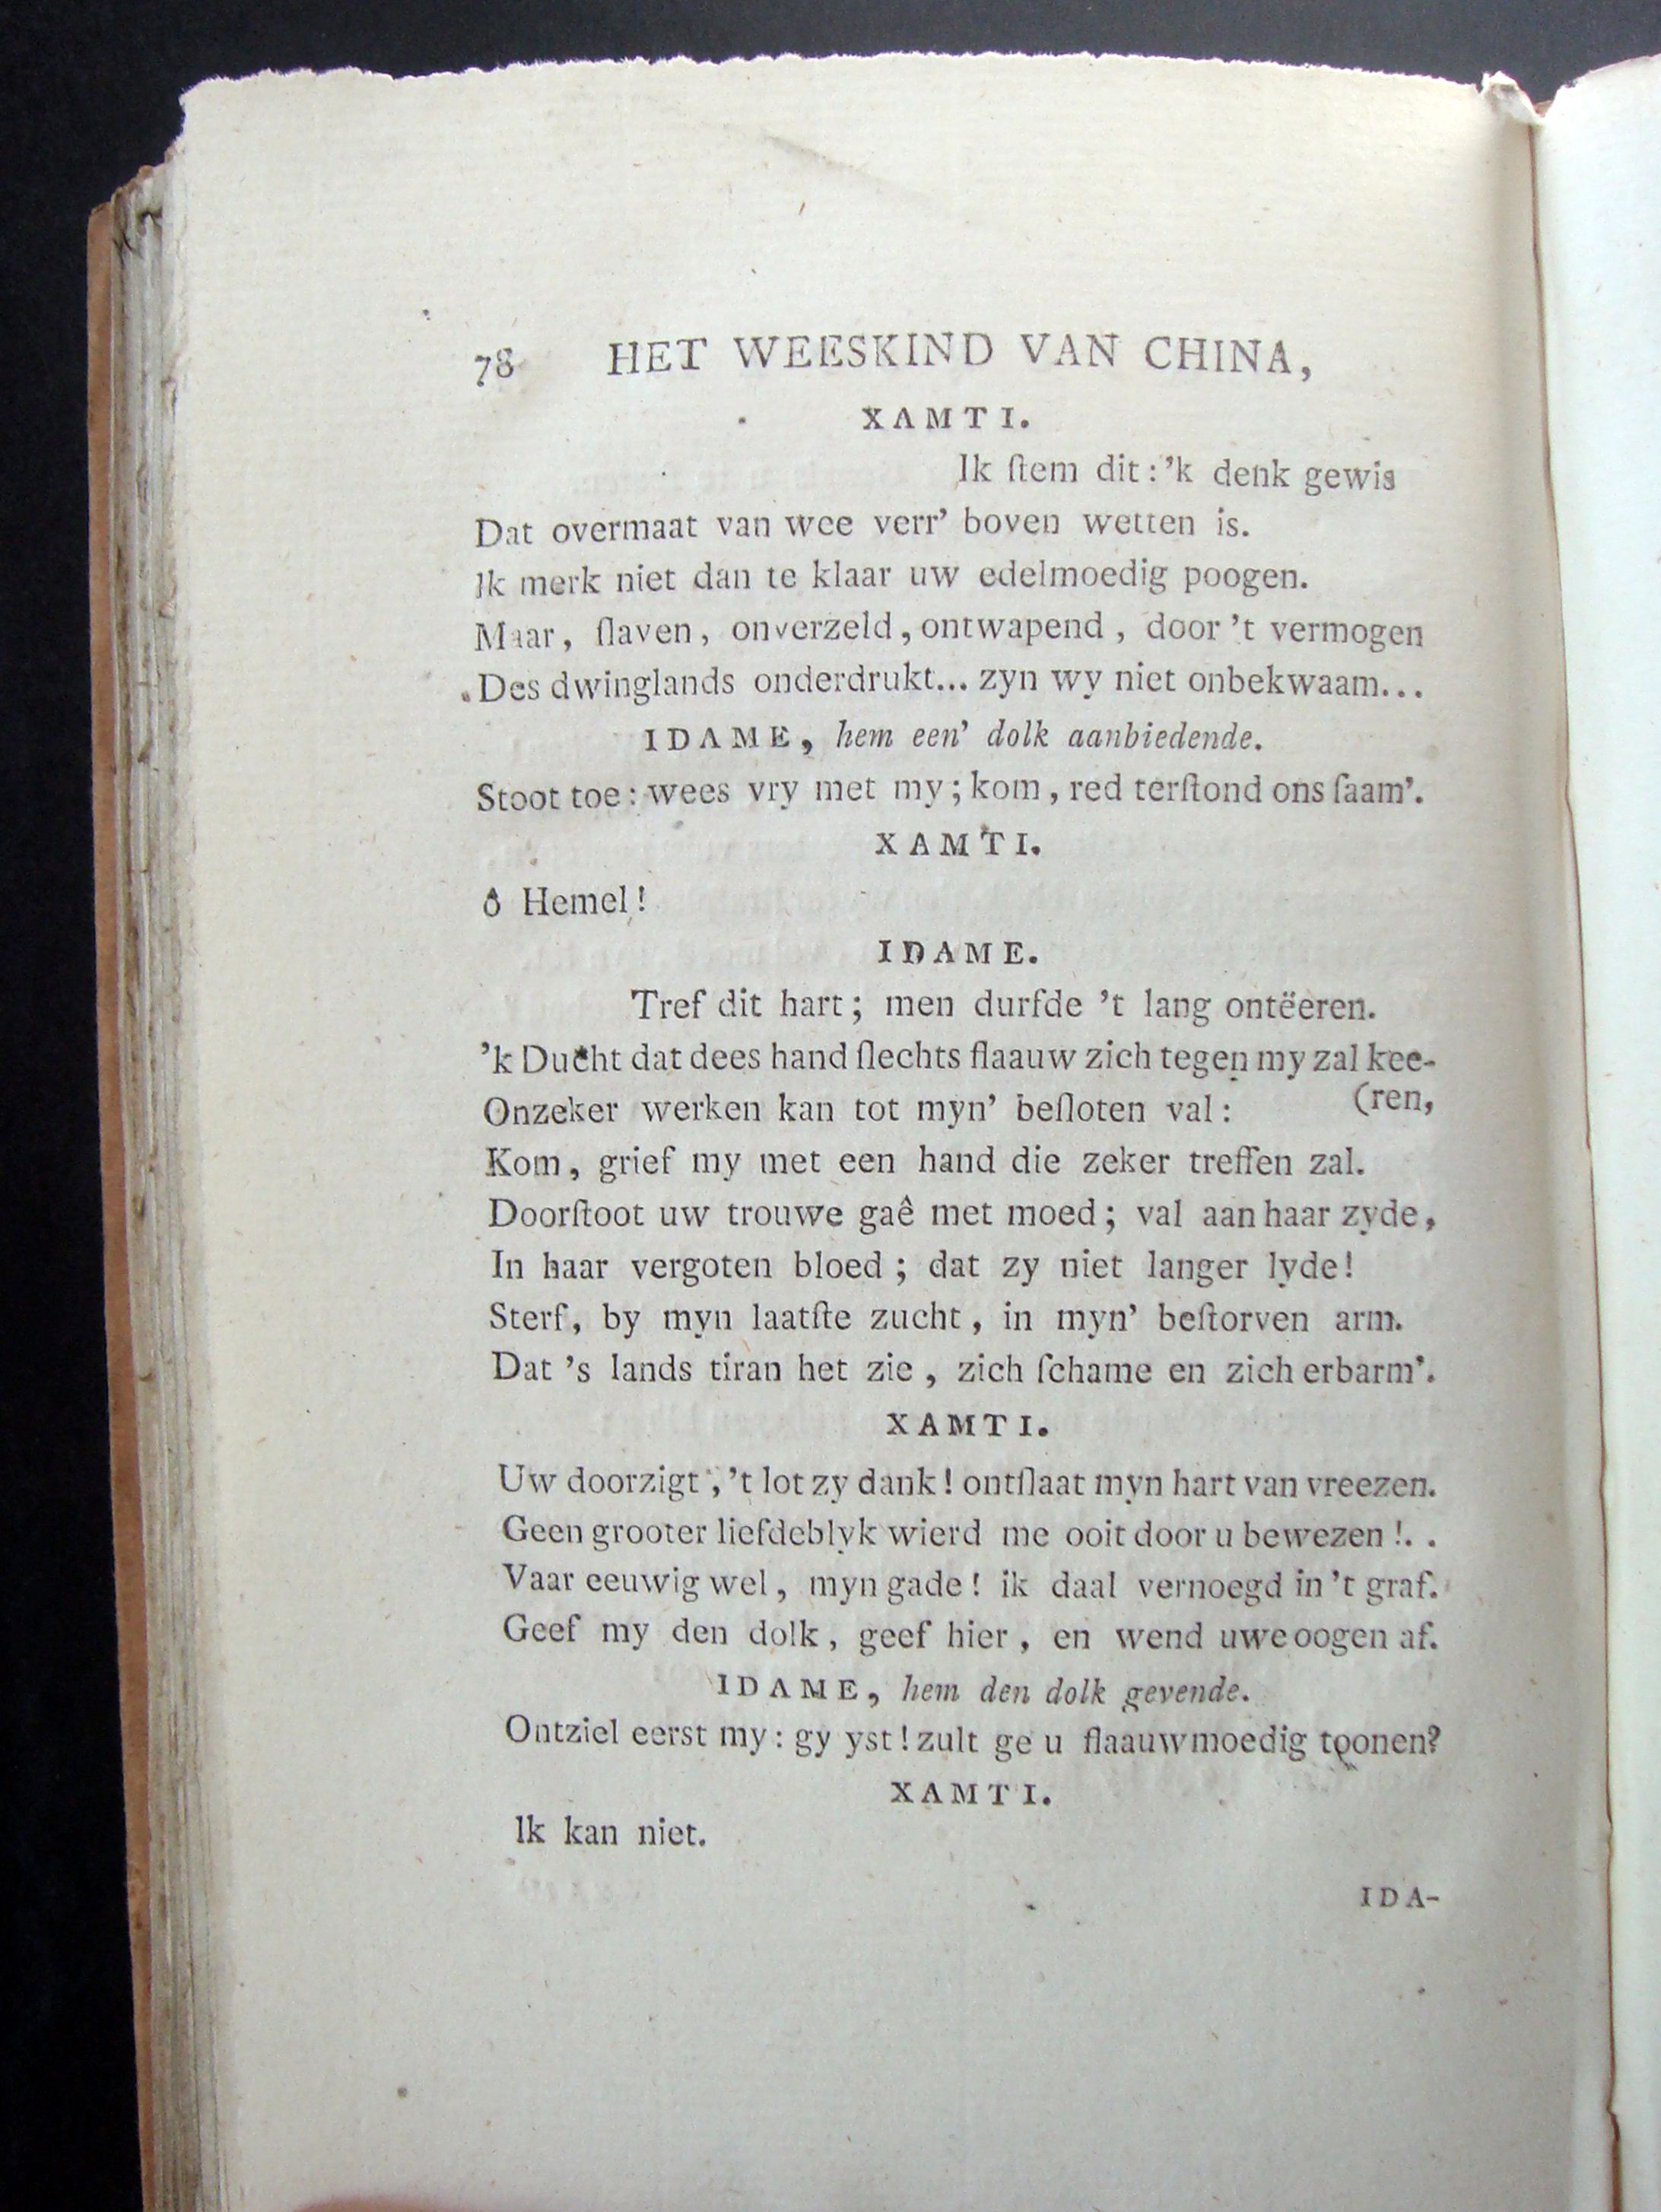 78 HET WEESKIND VAN CHINA,
XAMTI.
Ik ſtem dit: 'k denk gewis
Dat overmaat van wee verr' boven wetten is.
Ik merk niet dan te klaar uw edelmoedig poogen.
Maar, ſlaven, onverzeld, ontwapend, door 't vermogen
Des dwinglands onderdrukt... zyn wy niet onbekwaam...
IDAME, hem een' dolk aanbiedende.
Stoot toe: wees vry met my; kom, red terſtond ons ſaam'.
XAMTI.
ô Hemel!
IDAME.
Tref dit hart; men durfde 't lang ontëeren.
'k Ducht dat dees hand ſlechts flaauw zich tegen my zal kee-
(ren,
Onzeker werken kan tot myn' beſloten val:
Kom, grief my met een hand die zeker treffen zal.
Doorſtoot uw trouwe gaê met moed; val aan haar zyde,
In haar vergoten bloed; dat zy niet langer lyde!
Sterf, by myn laatſte zucht, in myn' beſtorven arm.
Dat 's lands tiran het zie, zich ſchame en zich erbarm'.
XAMTI.
Uw doorzigt, 't lot zy dank! ontſlaat myn hart van vreezen.
Geen grooter liefdeblyk wierd me ooit door u bewezen!..
Vaar eeuwig wel, myn gade! ik daal vernoegd in 't graf.
Geef my den dolk, geef hier, en wend uwe oogen af.
IDAME, hem den dolk gevende.
Ontziel eerst my: gy yst! zult ge u flaauwmoedig toonen?
XAMTI.
Ik kan niet.
IDA-